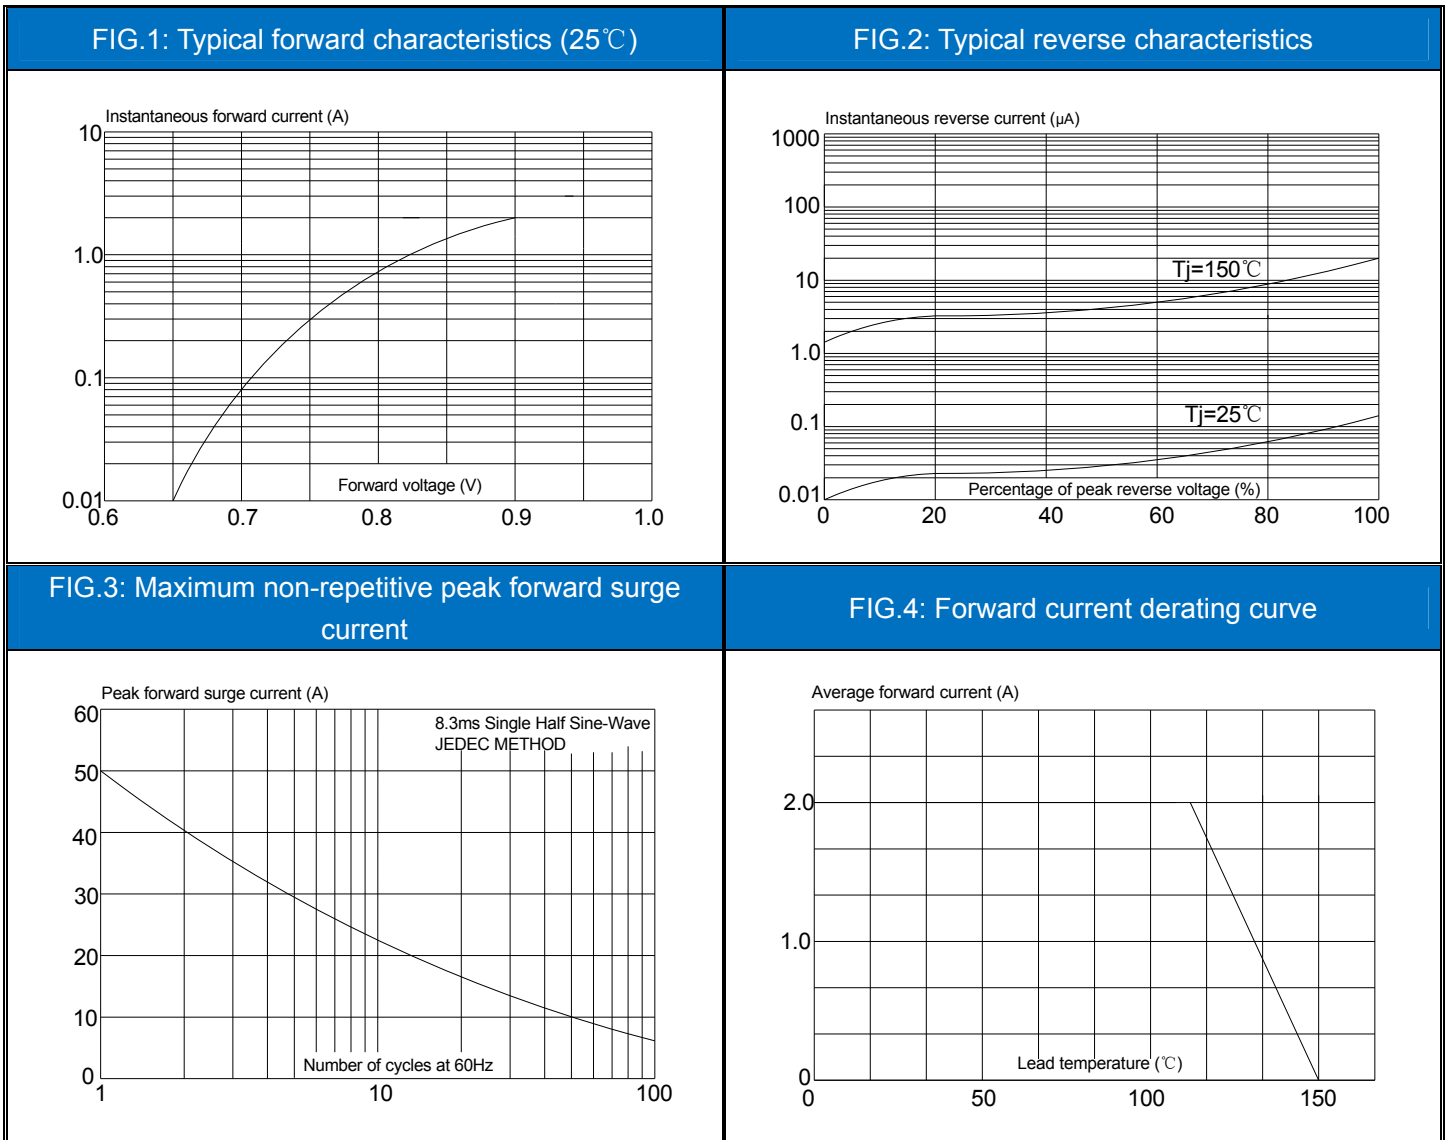 FIG.1: Typical forward characteristics (25℃)
FIG.2: Typical reverse characteristics
Instantaneous forward current (A)
10
1.0
0.1
0.01
Forward voltage (V)
0.6 0.7 0.8 0.9 1.0
Instantaneous reverse current (μA)
1000
100
Tj=150℃
10
1.0
Tj=25℃
0.1
0.01
Percentage of peak reverse voltage (%)
0 20 40 60 80 100
FIG.3: Maximum non-repetitive peak forward surge
current
FIG.4: Forward current derating curve
Peak forward surge current (A)
60
8.3ms Single Half Sine-Wave
JEDEC METHOD
50
40
30
20
10
Number of cycles at 60Hz
0
1 10 100
Average forward current (A)
2.0
1.0
Lead temperature (℃)
0
0 50 100 150